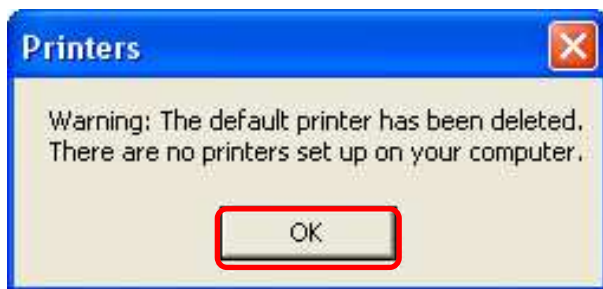 Printers
Warning: The default printer has been deleted.
There are no printers set up on your computer.
OK